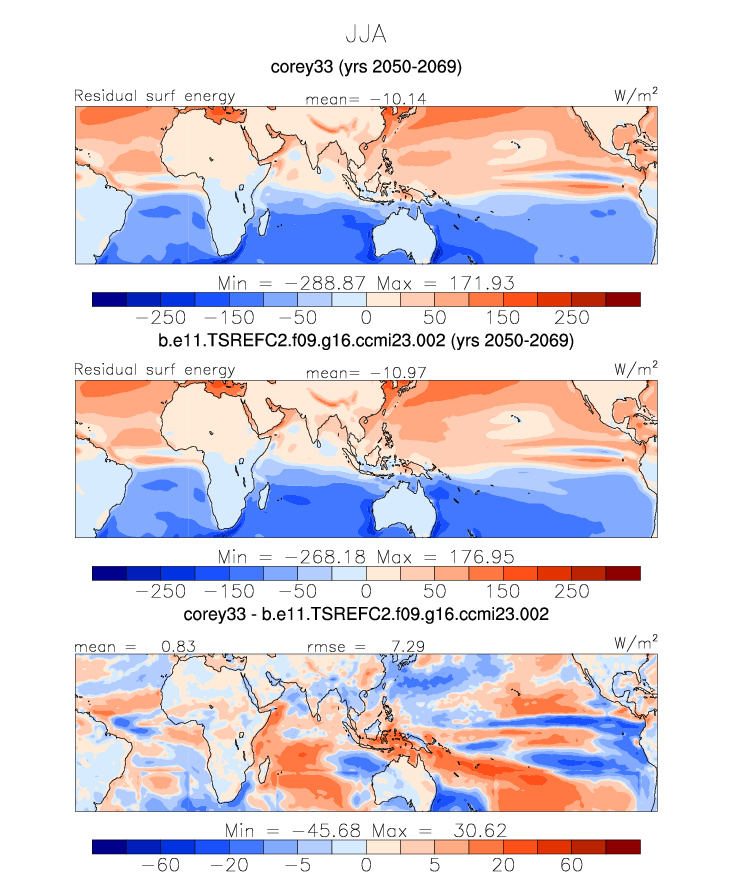 JJA
corey33 (yrs 2050-2069)
Residual surf energy mean= −10.14 W/m²
Min = −288.87 Max = 171.93
−250 −150 −50 0 50 150 250
b.e11.TSREFC2.f09.g16.ccmi23.002 (yrs 2050-2069)
Residual surf energy mean= −10.97 W/m²
Min = −268.18 Max = 176.95
−250 −150 −50 0 50 150 250
corey33 - b.e11.TSREFC2.f09.g16.ccmi23.002
mean = 0.83 rmse = 7.29 W/m²
Min = −45.68 Max = 30.62
−60 −20 −5 0 5 20 60